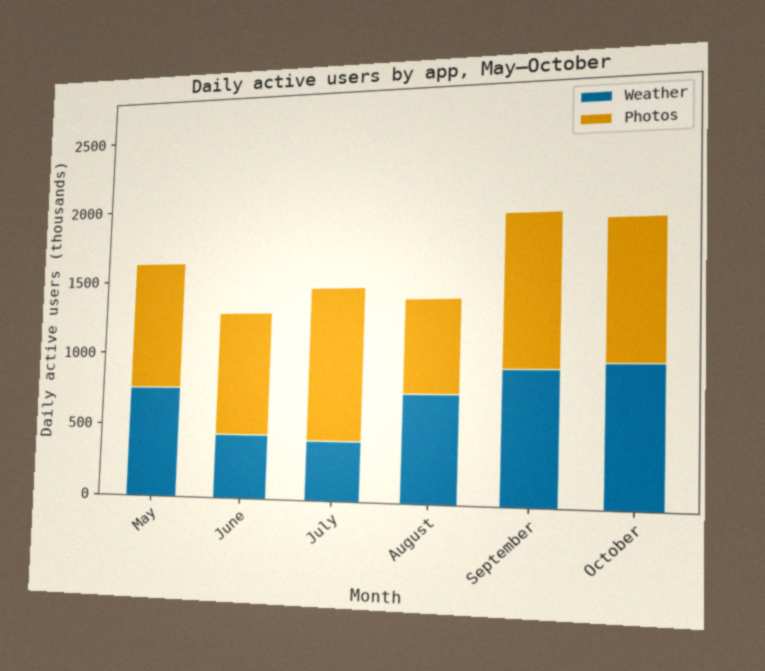 Daily active users by app, May–October
Weather
Photos
Daily active users (thousands)
2500
2000
1500
1000
500
0
May
June
July
August
September
October
Month